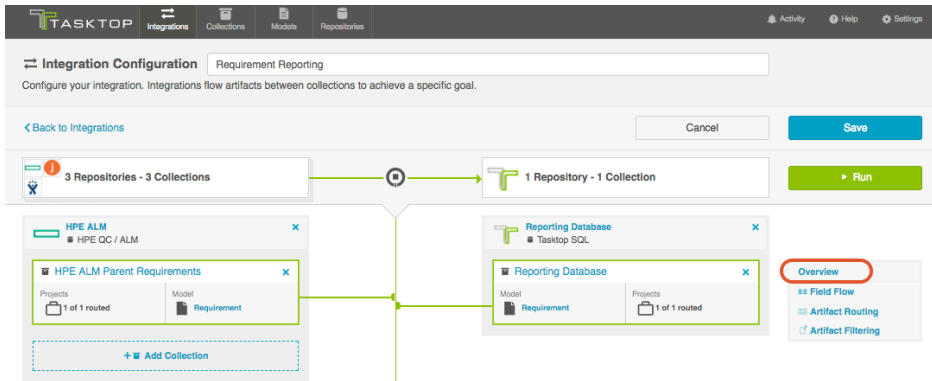 TASKTOP
Integrations
Collections
Models
Repositories
Activity
Help
Settings
Integration Configuration
Requirement Reporting
Configure your integration. Integrations flow artifacts between collections to achieve a specific goal.
Back to Integrations
Cancel
Save
3 Repositories - 3 Collections
1 Repository - 1 Collection
Run
HPE ALM
HPE QC / ALM
HPE ALM Parent Requirements
Projects
1 of 1 routed
Model
Requirement
+ Add Collection
Reporting Database
Tasktop SQL
Reporting Database
Model
Requirement
Projects
1 of 1 routed
Overview
Field Flow
Artifact Routing
Artifact Filtering